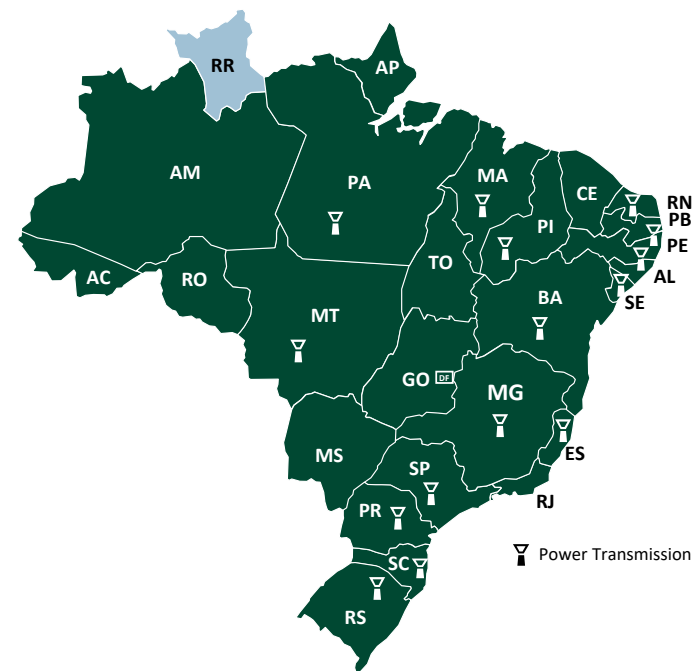 RR
AP
AM
PA
MA
CE
RN
PB
PI
PE
TO
AL
AC
RO
BA
SE
MT
GO
DF
MG
MS
SP
ES
RJ
PR
Power Transmission
SC
RS